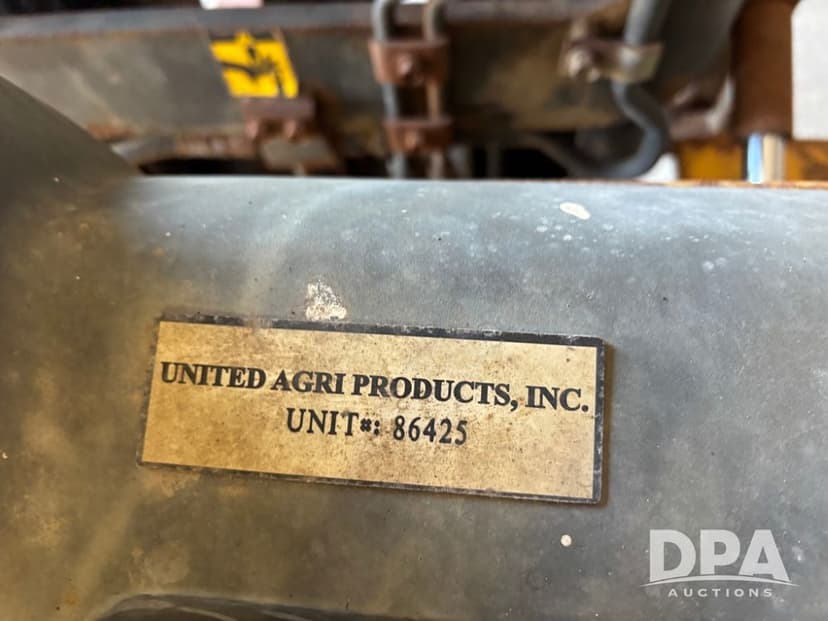 UNITED AGRI PRODUCTS, INC.
UNIT#: 86425
DPA
AUCTIONS